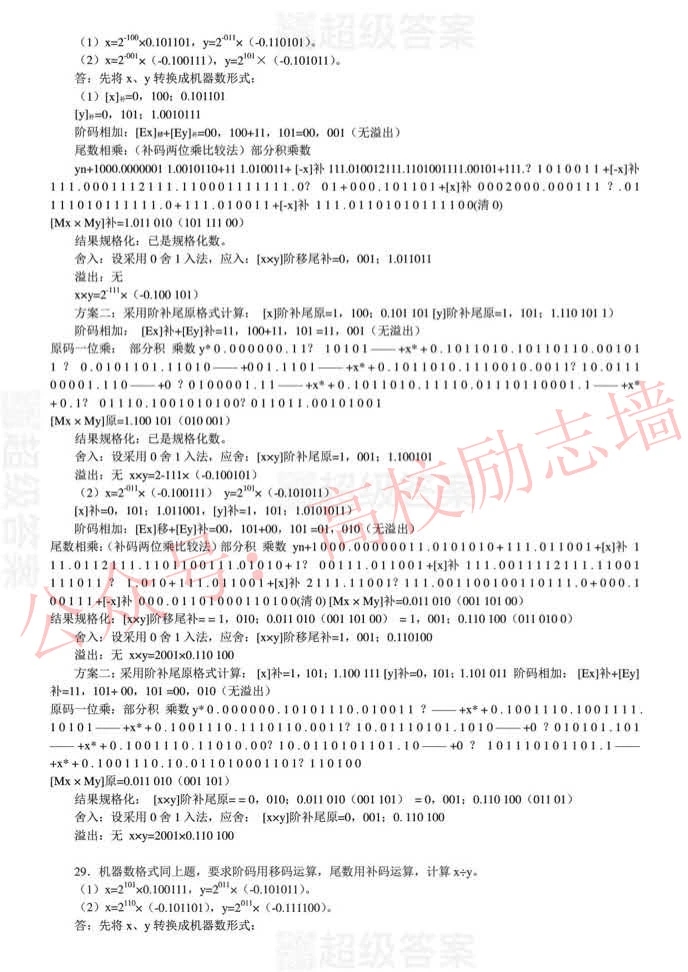 （1）x=2-100×0.101101，y=2-011×（-0.110101）。
（2）x=2-001×（-0.100111），y=2101×（-0.101011）。
答：先将 x、y 转换成机器数形式：
（1）[x]补=0，100；0.101101
[y]补=0，101；1.0010111
阶码相加：[Ex]移+[Ey]补=00，100+11，101=00，001（无溢出）
尾数相乘：（补码两位乘比较法）部分积乘数
yn+1000.0000001 1.0010110+11 1.010011+ [-x]补 111.010012111.1101001111.00101+111.？1 0 1 0 0 1 1 +[-x]补
1 1 1 . 0 0 0 1 1 1 2 1 1 1 . 1 1 0 0 0 1 1 1 1 1 1 1 . 0？ 0 1 + 0 0 0 . 1 0 1 1 0 1 +[x]补 0 0 0 2 0 0 0 . 0 0 0 1 1 1 ？. 0 1
1 1 1 0 1 0 1 1 1 1 1 1 . 0 + 1 1 1 . 0 1 0 0 1 1 +[-x]补 1 1 1 . 0 1 1 0 1 0 1 0 1 1 1 1 0 0(清 0)
[Mx × My]补=1.011 010（101 111 00）
结果规格化：已是规格化数。
舍入：设采用 0 舍 1 入法，应入：[x×y]阶移尾补=0，001；1.011011
溢出：无
x×y=2-111×（-0.100 101）
方案二：采用阶补尾原格式计算： [x]阶补尾原=1，100；0.101 101 [y]阶补尾原=1，101；1.110 101 1）
阶码相加： [Ex]补+[Ey]补=11，100+11，101 =11，001（无溢出）
原码一位乘： 部分积 乘数 y* 0 . 0 0 0 0 0 0 . 1 1？ 1 0 1 0 1 —— +x* + 0 . 1 0 1 1 0 1 0 . 1 0 1 1 0 1 1 0 . 0 0 1 0 1
1 ？ 0 . 0 1 0 1 1 0 1 . 1 1 0 1 0 —— +0 0 1 . 1 1 0 1 —— +x* + 0 . 1 0 1 1 0 1 0 . 1 1 1 0 0 1 0 . 0 0 1 1？1 0 . 0 1 1 1
0 0 0 0 1 . 1 1 0 —— +0 ？0 1 0 0 0 0 1 . 1 1 —— +x* + 0 . 1 0 1 1 0 1 0 . 1 1 1 1 0 . 0 1 1 1 0 1 1 0 0 0 1 . 1 —— +x*
+ 0 . 1？ 0 1 1 1 0 . 1 0 0 1 0 1 0 1 0 0？0 1 1 0 1 1 . 0 0 1 0 1 0 0 1
[Mx × My]原=1.100 101（010 001）
结果规格化：已是规格化数。
舍入：设采用 0 舍 1 入法，应舍：[x×y]阶补尾原=1，001；1.100101
溢出：无 x×y=2-111×（-0.100101）
（2）x=2-011×（-0.100111） y=2101×（-0.101011）
[x]补=0，101；1.011001，[y]补=1，101；1.0101011）
阶码相加：[Ex]移+[Ey]补=00，101+00，101 =01，010（无溢出）
尾数相乘：（补码两位乘比较法）部分积 乘数 yn+1 0 0 0 . 0 0 0 0 0 0 1 1 . 0 1 0 1 0 1 0 + 1 1 1 . 0 1 1 0 0 1 +[x]补 1
1 1 . 0 1 1 2 1 1 1 . 1 1 0 1 1 0 0 1 1 1 . 0 1 0 1 0 + 1？ 0 0 1 1 1 . 0 1 1 0 0 1 +[x]补 1 1 1 . 0 0 1 1 1 1 2 1 1 1 . 1 1 0 0 1
1 1 1 0 1 1 ？ 1 . 0 1 0 + 1 1 1 . 0 1 1 0 0 1 +[x]补 2 1 1 1 . 1 1 0 0 1？1 1 1 . 0 0 1 1 0 0 1 0 0 1 1 0 1 1 1 . 0 + 0 0 0 . 1
0 0 1 1 1 +[-x]补 0 0 0 . 0 1 1 0 1 0 0 0 1 1 0 1 0 0(清 0) [Mx × My]补=0.011 010（001 101 00）
结果规格化：[x×y]阶移尾补= = 1，010；0.011 010（001 101 00） = 1，001；0.110 100（011 010 0）
舍入：设采用 0 舍 1 入法，应舍：[x×y]阶移尾补=1，001；0.110100
溢出：无 x×y=2001×0.110 100
方案二：采用阶补尾原格式计算： [x]补=1，101；1.100 111 [y]补=0，101；1.101 011 阶码相加： [Ex]补+[Ey]
补=11，101+ 00，101 =00，010（无溢出）
原码一位乘：部分积 乘数 y* 0 . 0 0 0 0 0 0 . 1 0 1 0 1 1 1 0 . 0 1 0 0 1 1 ？—— +x* + 0 . 1 0 0 1 1 1 0 . 1 0 0 1 1 1 1 .
1 0 1 0 1 —— +x* + 0 . 1 0 0 1 1 1 0 . 1 1 1 0 1 1 0 . 0 0 1 1？1 0 . 0 1 1 1 0 1 0 1 . 1 0 1 0 —— +0 ？0 1 0 1 0 1 . 1 0 1
—— +x* + 0 . 1 0 0 1 1 1 0 . 1 1 0 1 0 . 0 0？1 0 . 0 1 1 0 1 0 1 1 0 1 . 1 0 —— +0 ？ 1 0 1 1 1 0 1 0 1 1 0 1 . 1 ——
+x* + 0 . 1 0 0 1 1 1 0 . 1 0 . 0 1 1 0 1 0 0 0 1 1 0 1？1 1 0 1 0 0
[Mx × My]原=0.011 010（001 101）
结果规格化： [x×y]阶补尾原= = 0，010；0.011 010（001 101） = 0，001；0.110 100（011 01）
舍入：设采用 0 舍 1 入法，应舍： [x×y]阶补尾原=0，001；0. 110 100
溢出：无 x×y=2001×0.110 100
29．机器数格式同上题，要求阶码用移码运算，尾数用补码运算，计算 x÷y。
（1）x=2101×0.100111，y=2011×（-0.101011）。
（2）x=2110×（-0.101101），y=2011×（-0.111100）。
答：先将 x、y 转换成机器数形式：
公众号：高校励志墙
超级答案
超级答案
超级答案
超级答案